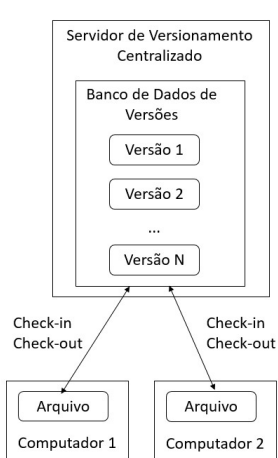 Servidor de Versionamento
Centralizado
Banco de Dados de
Versões
Versão 1
Versão 2
...
Versão N
Check-in
Check-out
Check-in
Check-out
Arquivo
Computador 1
Arquivo
Computador 2